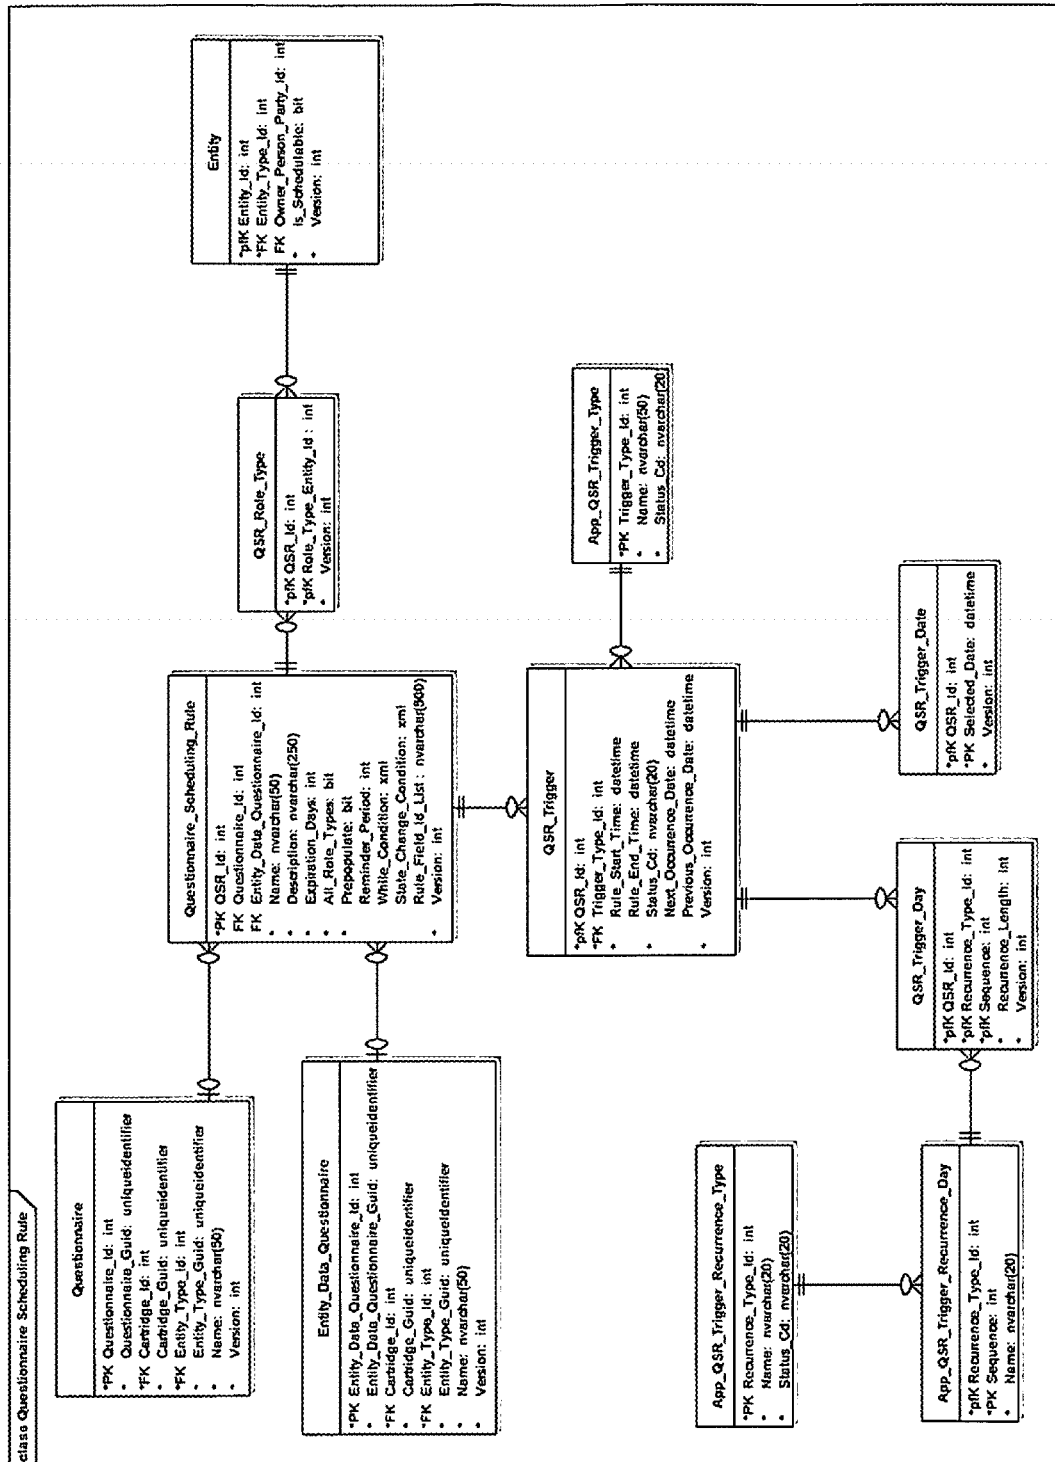 class Questionnaire Scheduling Rule
Questionnaire
*PK Questionnaire_Id: int
* Questionnaire_Guid: uniqueidentifier
*FK Cartridge_Id: int
* Cartridge_Guid: uniqueidentifier
*FK Entity_Type_Id: int
* Entity_Type_Guid: uniqueidentifier
* Name: nvarchar(50)
* Version: int
Entity_Data_Questionnaire
*PK Entity_Data_Questionnaire_Id: int
* Entity_Data_Questionnaire_Guid: uniqueidentifier
*FK Cartridge_Id: int
* Cartridge_Guid: uniqueidentifier
*FK Entity_Type_Id: int
* Entity_Type_Guid: uniqueidentifier
* Name: nvarchar(50)
* Version: int
Questionnaire_Scheduling_Rule
*PK QSR_Id: int
FK Questionnaire_Id: int
FK Entity_Data_Questionnaire_Id: int
* Name: nvarchar(50)
* Description: nvarchar(250)
* Expiration_Days: int
* All_Role_Types: bit
* Prepopulate: bit
Reminder_Period: int
While_Condition: xml
State_Change_Condition: xml
Rule_Field_Id_List: nvarchar(500)
* Version: int
QSR_Role_Type
*pfK QSR_Id: int
*pfK Role_Type_Entity_Id : int
* Version: int
Entity
*pfK Entity_Id: int
*FK Entity_Type_Id: int
FK Owner_Person_Party_Id: int
* Is_Schedulable: bit
* Version: int
QSR_Trigger
*pfK QSR_Id: int
*FK Trigger_Type_Id: int
* Rule_Start_Time: datetime
Rule_End_Time: datetime
* Status_Cd: nvarchar(20)
Next_Occurrence_Date: datetime
Previous_Occurrence_Date: datetime
* Version: int
App_QSR_Trigger_Type
*PK Trigger_Type_Id: int
* Name: nvarchar(50)
* Status_Cd: nvarchar(20)
App_QSR_Trigger_Recurrence_Type
*PK Recurrence_Type_Id: int
* Name: nvarchar(20)
* Status_Cd: nvarchar(20)
App_QSR_Trigger_Recurrence_Day
*pfK Recurrence_Type_Id: int
*PK Sequence: int
* Name: nvarchar(20)
QSR_Trigger_Day
*pfK QSR_Id: int
*pfK Recurrence_Type_Id: int
*pfK Sequence: int
* Recurrence_Length: int
* Version: int
QSR_Trigger_Date
*pfK QSR_Id: int
*PK Selected_Date: datetime
* Version: int